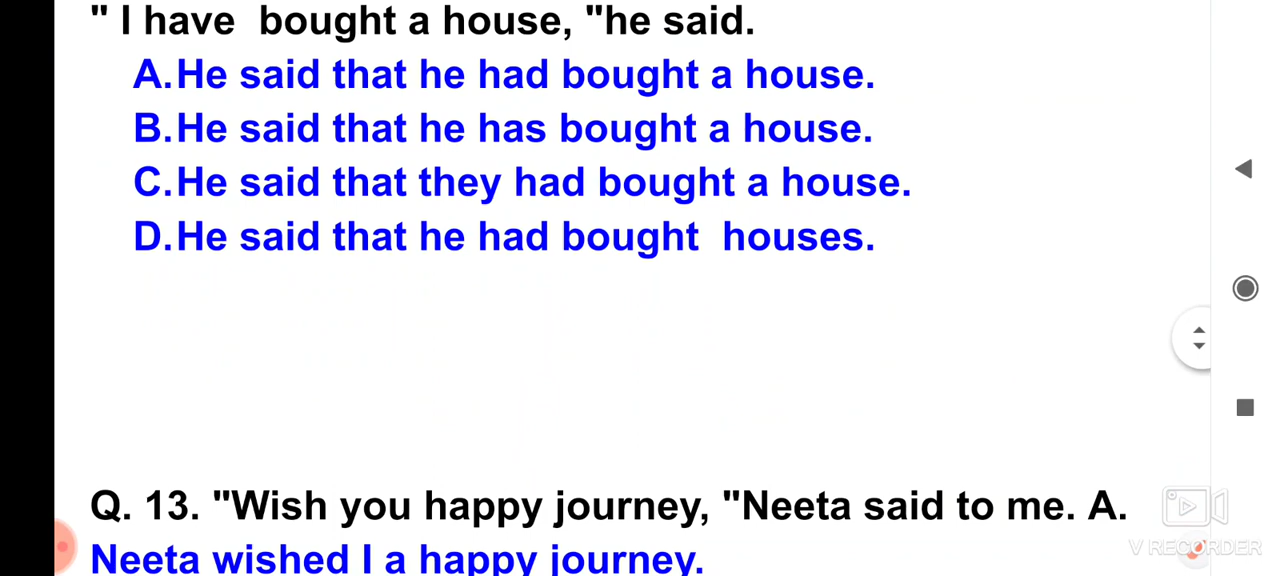 " I have  bought a house, "he said.
A.He said that he had bought a house.
B.He said that he has bought a house.
C.He said that they had bought a house.
D.He said that he had bought  houses.
Q. 13. "Wish you happy journey, "Neeta said to me. A.
Neeta wished I a happy journey.
V RECORDER